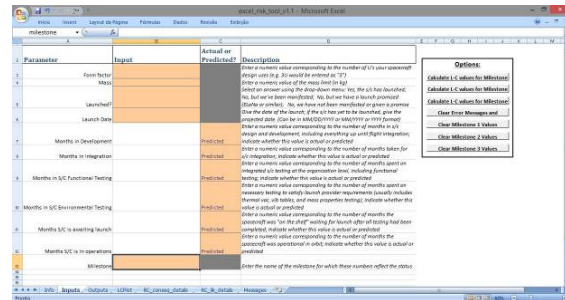 excel_risk_tool_v1.1 - Microsoft Excel
Início Inserir Layout da Página Fórmulas Dados Revisão Exibição
milestone
Parameter Input Actual or Predicted? Description
Form factor Enter a numeric value corresponding to the number of U's your spacecraft
design uses (e.g. 3U would be entered as "3")
Mass Enter a numeric value of the mass limit (in kg)
Launched? Select an answer using the dropdown menu: Yes, the s/c has launched;
No, but we've been manifested; No, but we have a launch promised
(ElaNa or similar); No, we have not been manifested or given a promise
Launch Date Give the date of the launch; if the s/c has yet to be launched, give the
projected date (Can be in MM/DD/YYYY or MM/YYYY or YYYY format)
Months in Development Predicted Enter a numeric value corresponding to the number of months in s/c
design and development, including everything up until flight integration;
indicate whether this value is actual or predicted
Months in Integration Predicted Enter a numeric value corresponding to the number of months taken for
s/c integration; indicate whether this value is actual or predicted
Months in S/C Functional Testing Predicted Enter a numeric value corresponding to the number of months spent on
integrated s/c testing at the organization level, including functional
testing; indicate whether this value is actual or predicted
Months in S/C Environmental Testing Predicted Enter a numeric value corresponding to the number of months spent on
necessary testing to satisfy launch provider requirements (usually includes
thermal vac, vib tables, and mass properties testing); indicate whether this
value is actual or predicted
Months S/C is awaiting launch Predicted Enter a numeric value corresponding to the number of months the
spacecraft was "on the shelf" waiting for launch after all testing had been
completed; indicate whether this value is actual or predicted
Months S/C is in operations Predicted Enter a numeric value corresponding to the number of months the
spacecraft was operational in orbit; indicate whether this value is actual or
predicted
Milestone Enter the name of the milestone for which these numbers reflect the status
Options:
Calculate L-C values for Milestone
Calculate L-C values for Milestone
Calculate L-C values for Milestone
Clear Error Messages and
Clear Milestone 1 Values
Clear Milestone 2 Values
Clear Milestone 3 Values
Info Inputs Outputs LCPlot RC_conseq_details RC_lk_details Messages
Pronto